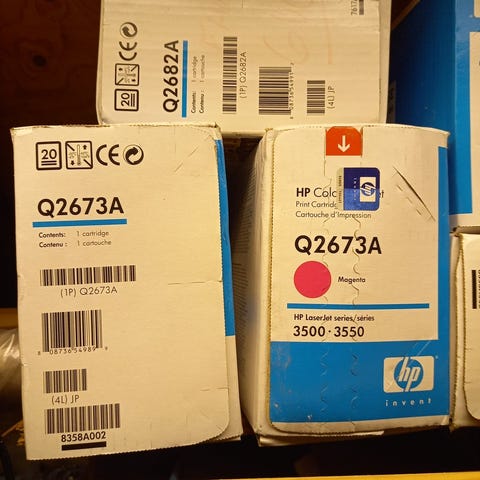 20
Q2682A
Contents: 1 cartridge
Contenu : 1 cartouche
(1P) Q2682A
(4L) JP
20
CE
Q2673A
Contents: 1 cartridge
Contenu : 1 cartouche
(1P) Q2673A
(4L) JP
8358A002
HP
Print
Cartouche d'Impression
Q2673A
Magenta
HP LaserJet series/séries
3500 · 3550
hp
invent